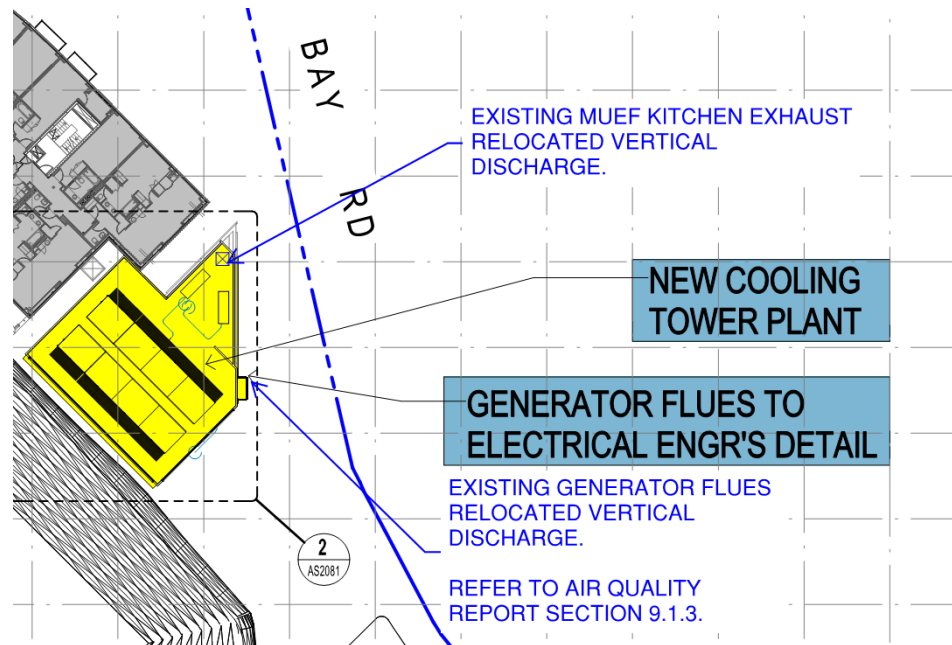 BAY
RD
EXISTING MUEF KITCHEN EXHAUST
RELOCATED VERTICAL
DISCHARGE.
NEW COOLING
TOWER PLANT
GENERATOR FLUES TO
ELECTRICAL ENGR'S DETAIL
EXISTING GENERATOR FLUES
RELOCATED VERTICAL
DISCHARGE.
2
AS2081
REFER TO AIR QUALITY
REPORT SECTION 9.1.3.